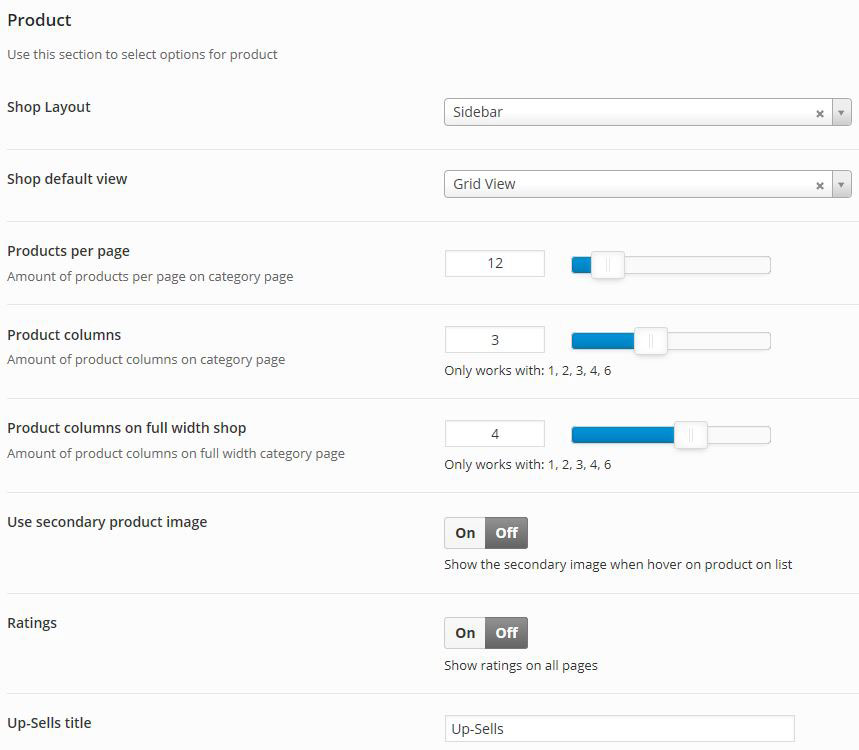 Product
Use this section to select options for product
Shop Layout
Sidebar
Shop default view
Grid View
Products per page
Amount of products per page on category page
12
Product columns
Amount of product columns on category page
3
Only works with: 1, 2, 3, 4, 6
Product columns on full width shop
Amount of product columns on full width category page
4
Only works with: 1, 2, 3, 4, 6
Use secondary product image
On Off
Show the secondary image when hover on product on list
Ratings
On Off
Show ratings on all pages
Up-Sells title
Up-Sells